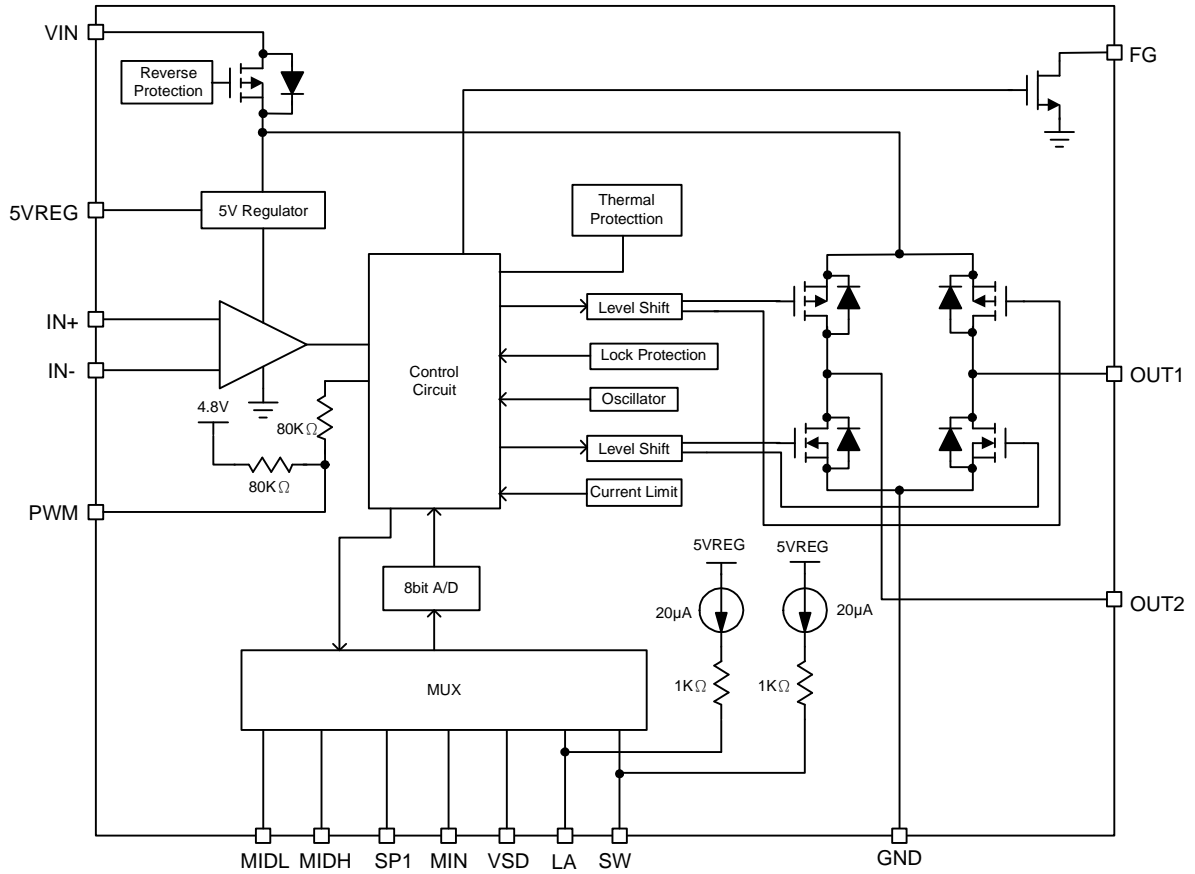 VIN
FG
Reverse
Protection
5VREG
5V Regulator
Thermal
Protecttion
IN+
IN-
Level Shift
Lock Protection
Control
Circuit
OUT1
Oscillator
4.8V
80KΩ
Level Shift
80KΩ
Current Limit
PWM
5VREG
5VREG
8bit A/D
20μA
20μA
OUT2
MUX
1KΩ
1KΩ
MIDL
MIDH
SP1
MIN
VSD
LA
SW
GND